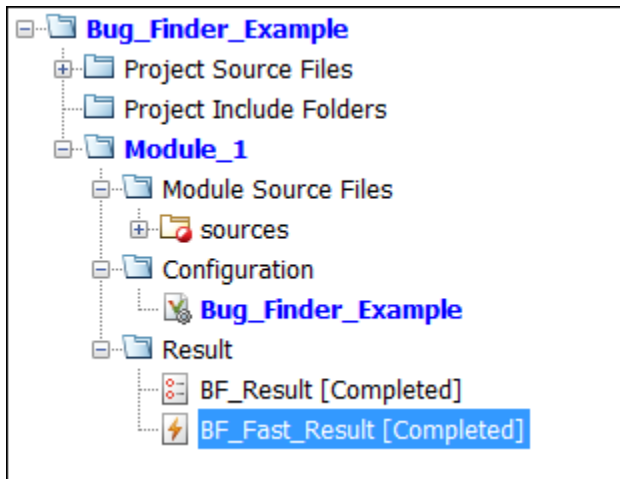 Bug_Finder_Example
Project Source Files
Project Include Folders
Module_1
Module Source Files
sources
Configuration
Bug_Finder_Example
Result
BF_Result [Completed]
BF_Fast_Result [Completed]